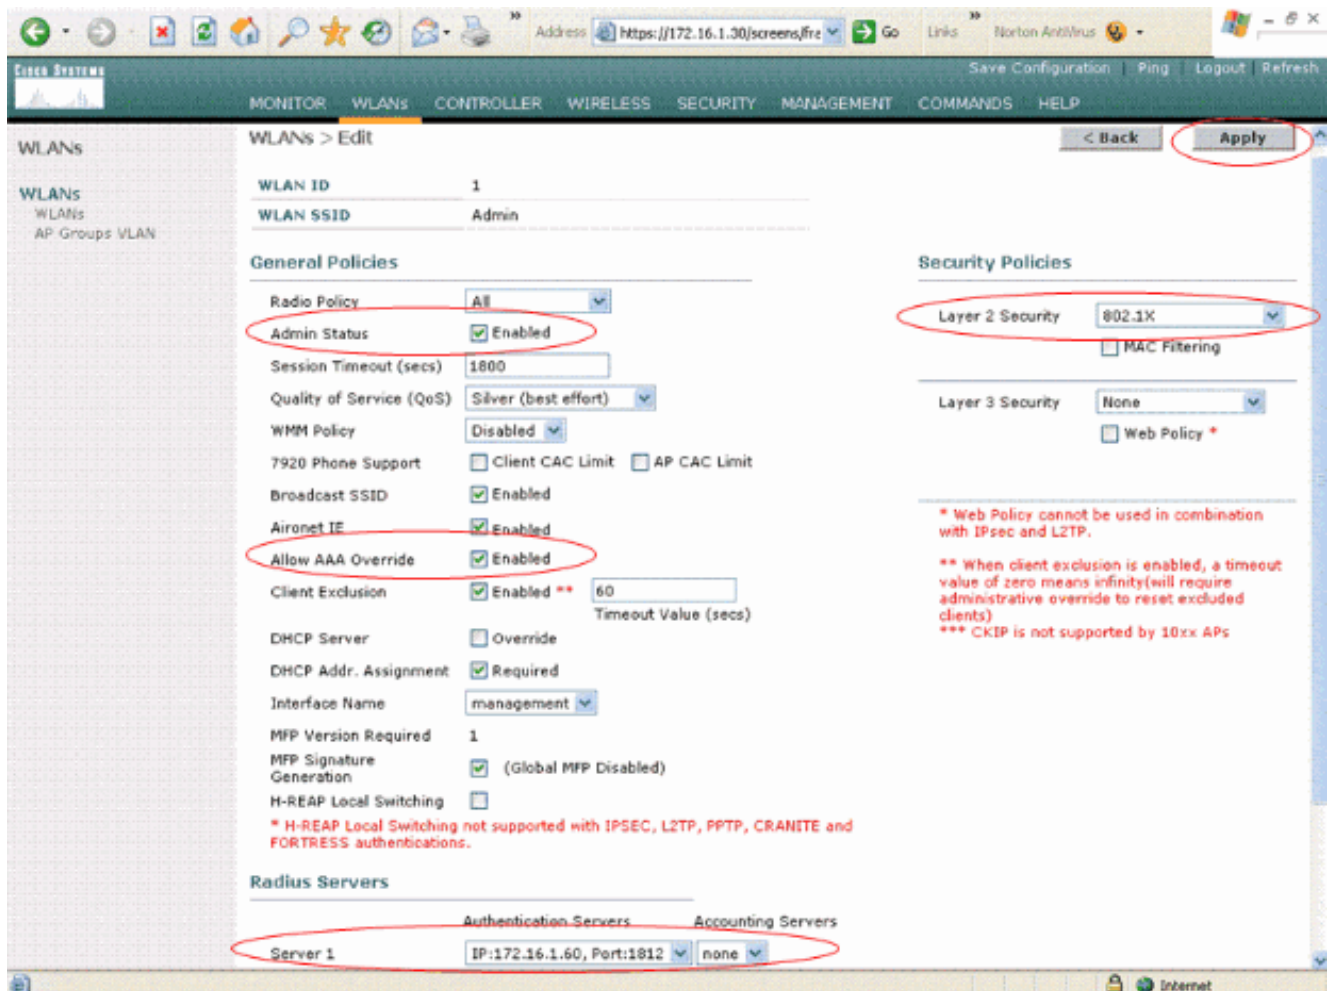 Address https://172.16.1.30/screens/fra Go Links Norton AntiVirus
CISCO SYSTEMS
Save Configuration Ping Logout Refresh
MONITOR WLANs CONTROLLER WIRELESS SECURITY MANAGEMENT COMMANDS HELP
WLANs
WLANs
WLANs
AP Groups VLAN
WLANs > Edit
< Back Apply
WLAN ID 1
WLAN SSID Admin
General Policies
Radio Policy All
Admin Status Enabled
Session Timeout (secs) 1800
Quality of Service (QoS) Silver (best effort)
WMM Policy Disabled
7920 Phone Support Client CAC Limit AP CAC Limit
Broadcast SSID Enabled
Aironet IE Enabled
Allow AAA Override Enabled
Client Exclusion Enabled ** 60
Timeout Value (secs)
DHCP Server Override
DHCP Addr. Assignment Required
Interface Name management
MFP Version Required 1
MFP Signature
Generation (Global MFP Disabled)
H-REAP Local Switching
* H-REAP Local Switching not supported with IPSEC, L2TP, PPTP, CRANITE and
FORTRESS authentications.
Security Policies
Layer 2 Security 802.1X
MAC Filtering
Layer 3 Security None
Web Policy *
* Web Policy cannot be used in combination
with IPsec and L2TP.
** When client exclusion is enabled, a timeout
value of zero means infinity(will require
administrative override to reset excluded
clients)
*** CKIP is not supported by 10xx APs
Radius Servers
Authentication Servers Accounting Servers
Server 1 IP:172.16.1.60, Port:1812 none
Internet